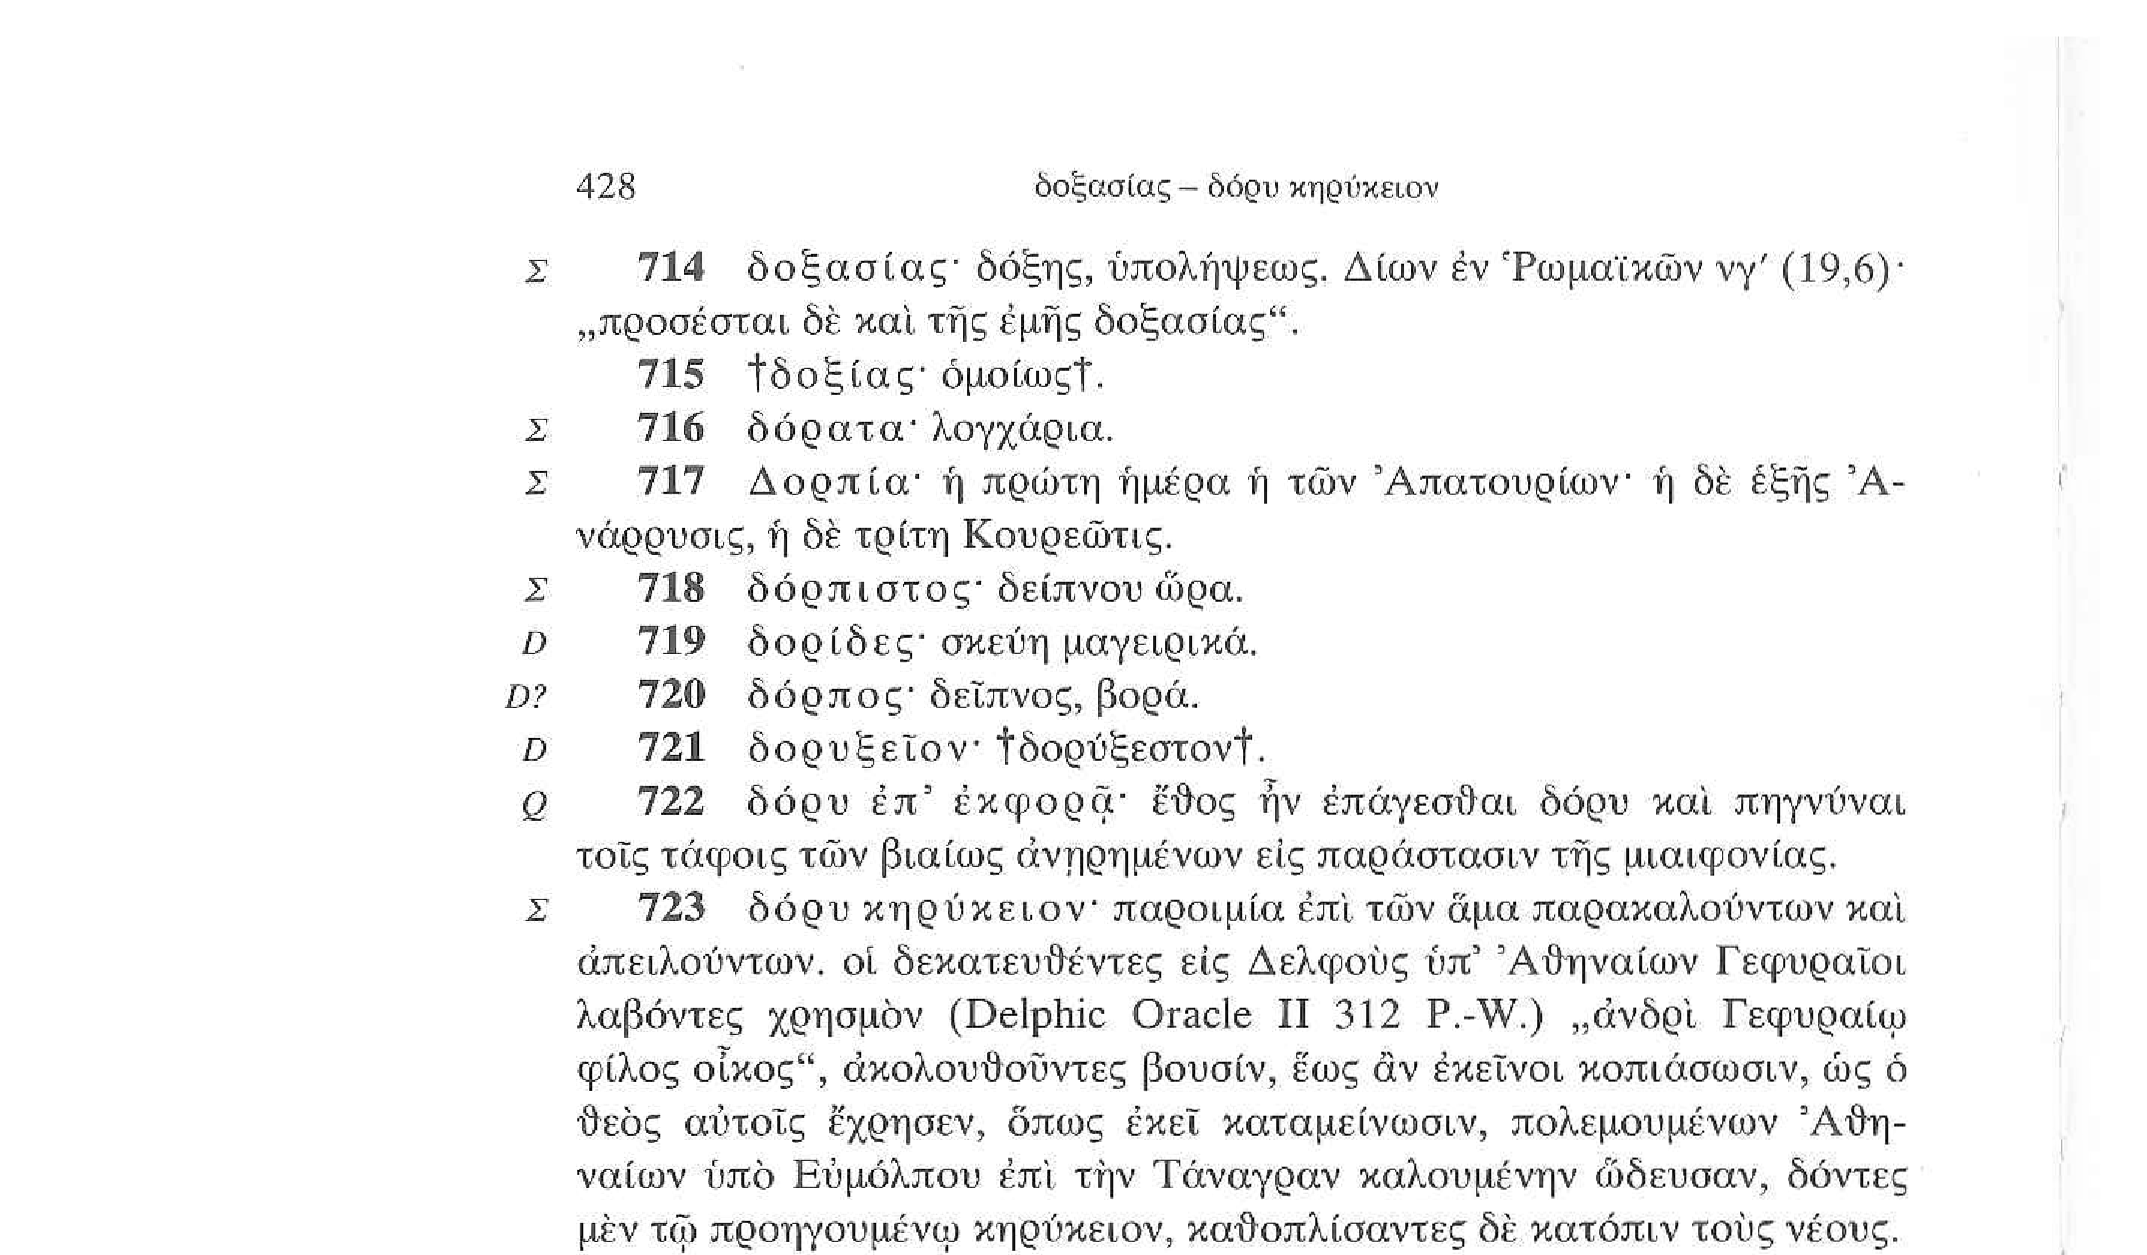 428 δοξασίας – δόρυ κηρύκειον
Σ 714 δοξασίας· δόξης, ὑπολήψεως. Δίων ἐν Ῥωμαϊκῶν νγ′ (19,6)·
„προσέσται δὲ καὶ τῆς ἐμῆς δοξασίας“.
715 †δοξίας· ὁμοίως†.
Σ 716 δόρατα· λογχάρια.
Σ 717 Δορπία· ἡ πρώτη ἡμέρα ἡ τῶν Ἀπατουρίων· ἡ δὲ ἑξῆς Ἀ-
νάρρυσις, ἡ δὲ τρίτη Κουρεῶτις.
Σ 718 δόρπιστος· δείπνου ὥρα.
D 719 δορίδες· σκεύη μαγειρικά.
D? 720 δόρπος· δεῖπνος, βορά.
D 721 δορυξεῖον· †δορύξεστον†.
Q 722 δόρυ ἐπ’ ἐκφορᾷ· ἔθος ἦν ἐπάγεσθαι δόρυ καὶ πηγνύναι
τοῖς τάφοις τῶν βιαίως ἀνῃρημένων εἰς παράστασιν τῆς μιαιφονίας.
Σ 723 δόρυ κηρύκειον· παροιμία ἐπὶ τῶν ἅμα παρακαλούντων καὶ
ἀπειλούντων. οἱ δεκατευθέντες εἰς Δελφοὺς ὑπ’ Ἀθηναίων Γεφυραῖοι
λαβόντες χρησμὸν (Delphic Oracle II 312 P.-W.) „ἀνδρὶ Γεφυραίῳ
φίλος οἶκος“, ἀκολουθοῦντες βουσίν, ἕως ἂν ἐκεῖνοι κοπιάσωσιν, ὡς ὁ
θεὸς αὐτοῖς ἔχρησεν, ὅπως ἐκεῖ καταμείνωσιν, πολεμουμένων Ἀθη-
ναίων ὑπὸ Εὐμόλπου ἐπὶ τὴν Τάναγραν καλουμένην ὥδευσαν, δόντες
μὲν τῷ προηγουμένῳ κηρύκειον, καθοπλίσαντες δὲ κατόπιν τοὺς νέους.